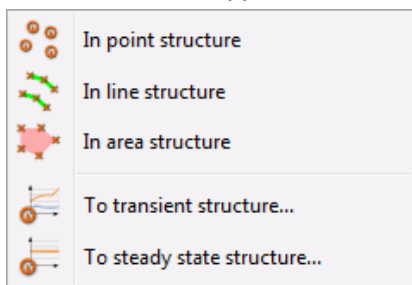 In point structure
In line structure
In area structure
To transient structure...
To steady state structure...